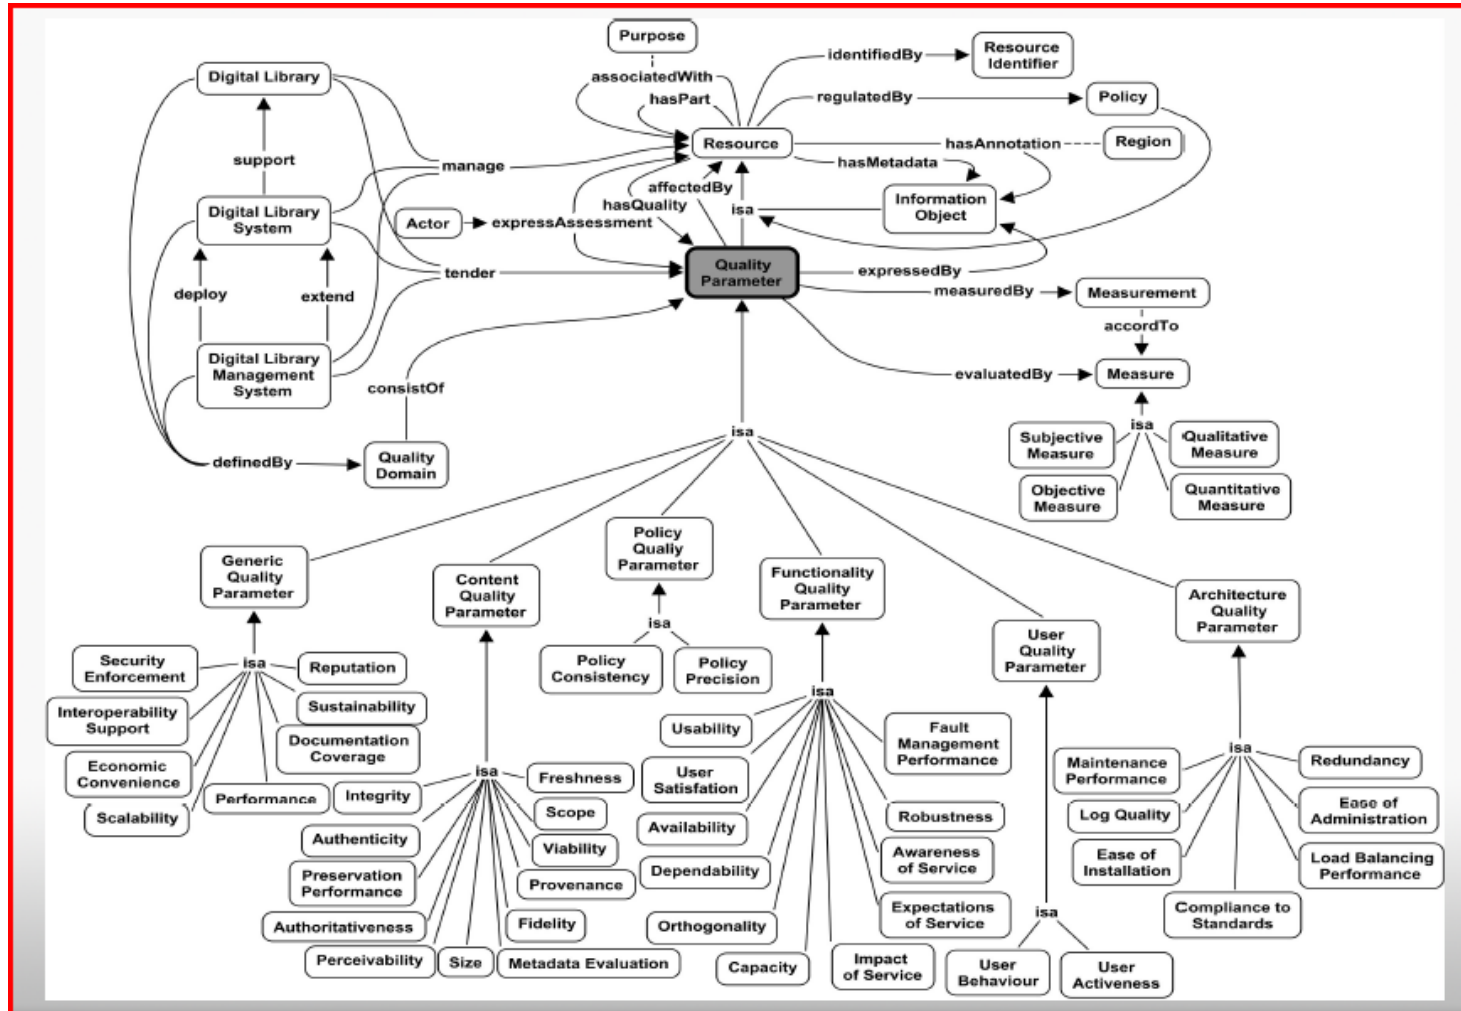 Purpose
identifiedBy
Resource
Identifier
Digital Library
associatedWith
hasPart
regulatedBy
Policy
Resource
hasAnnotation
Region
support
manage
hasMetadata
affectedBy
hasQuality
isa
Information
Object
Digital Library
System
Actor
expressAssessment
Quality
Parameter
tender
expressedBy
deploy
extend
measuredBy
Measurement
accordTo
Digital Library
Management
System
consistOf
evaluatedBy
Measure
isa
isa
Subjective
Measure
Qualitative
Measure
definedBy
Quality
Domain
Objective
Measure
Quantitative
Measure
Generic
Quality
Parameter
Content
Quality
Parameter
Policy
Qualiy
Parameter
Functionality
Quality
Parameter
User
Quality
Parameter
Architecture
Quality
Parameter
isa
Security
Enforcement
Reputation
Interoperability
Support
Sustainability
Economic
Convenience
Documentation
Coverage
Scalability
Performance
isa
Integrity
Freshness
Authenticity
Scope
Preservation
Performance
Viability
Provenance
Authoritativeness
Fidelity
Perceivability
Size
Metadata Evaluation
isa
Policy
Consistency
Policy
Precision
isa
Usability
Fault
Management
Performance
User
Satisfation
Robustness
Availability
Awareness
of Service
Dependability
Expectations
of Service
Orthogonality
Capacity
Impact
of Service
isa
User
Behaviour
User
Activeness
isa
Maintenance
Performance
Redundancy
Log Quality
Ease of
Administration
Ease of
Installation
Load Balancing
Performance
Compliance to
Standards